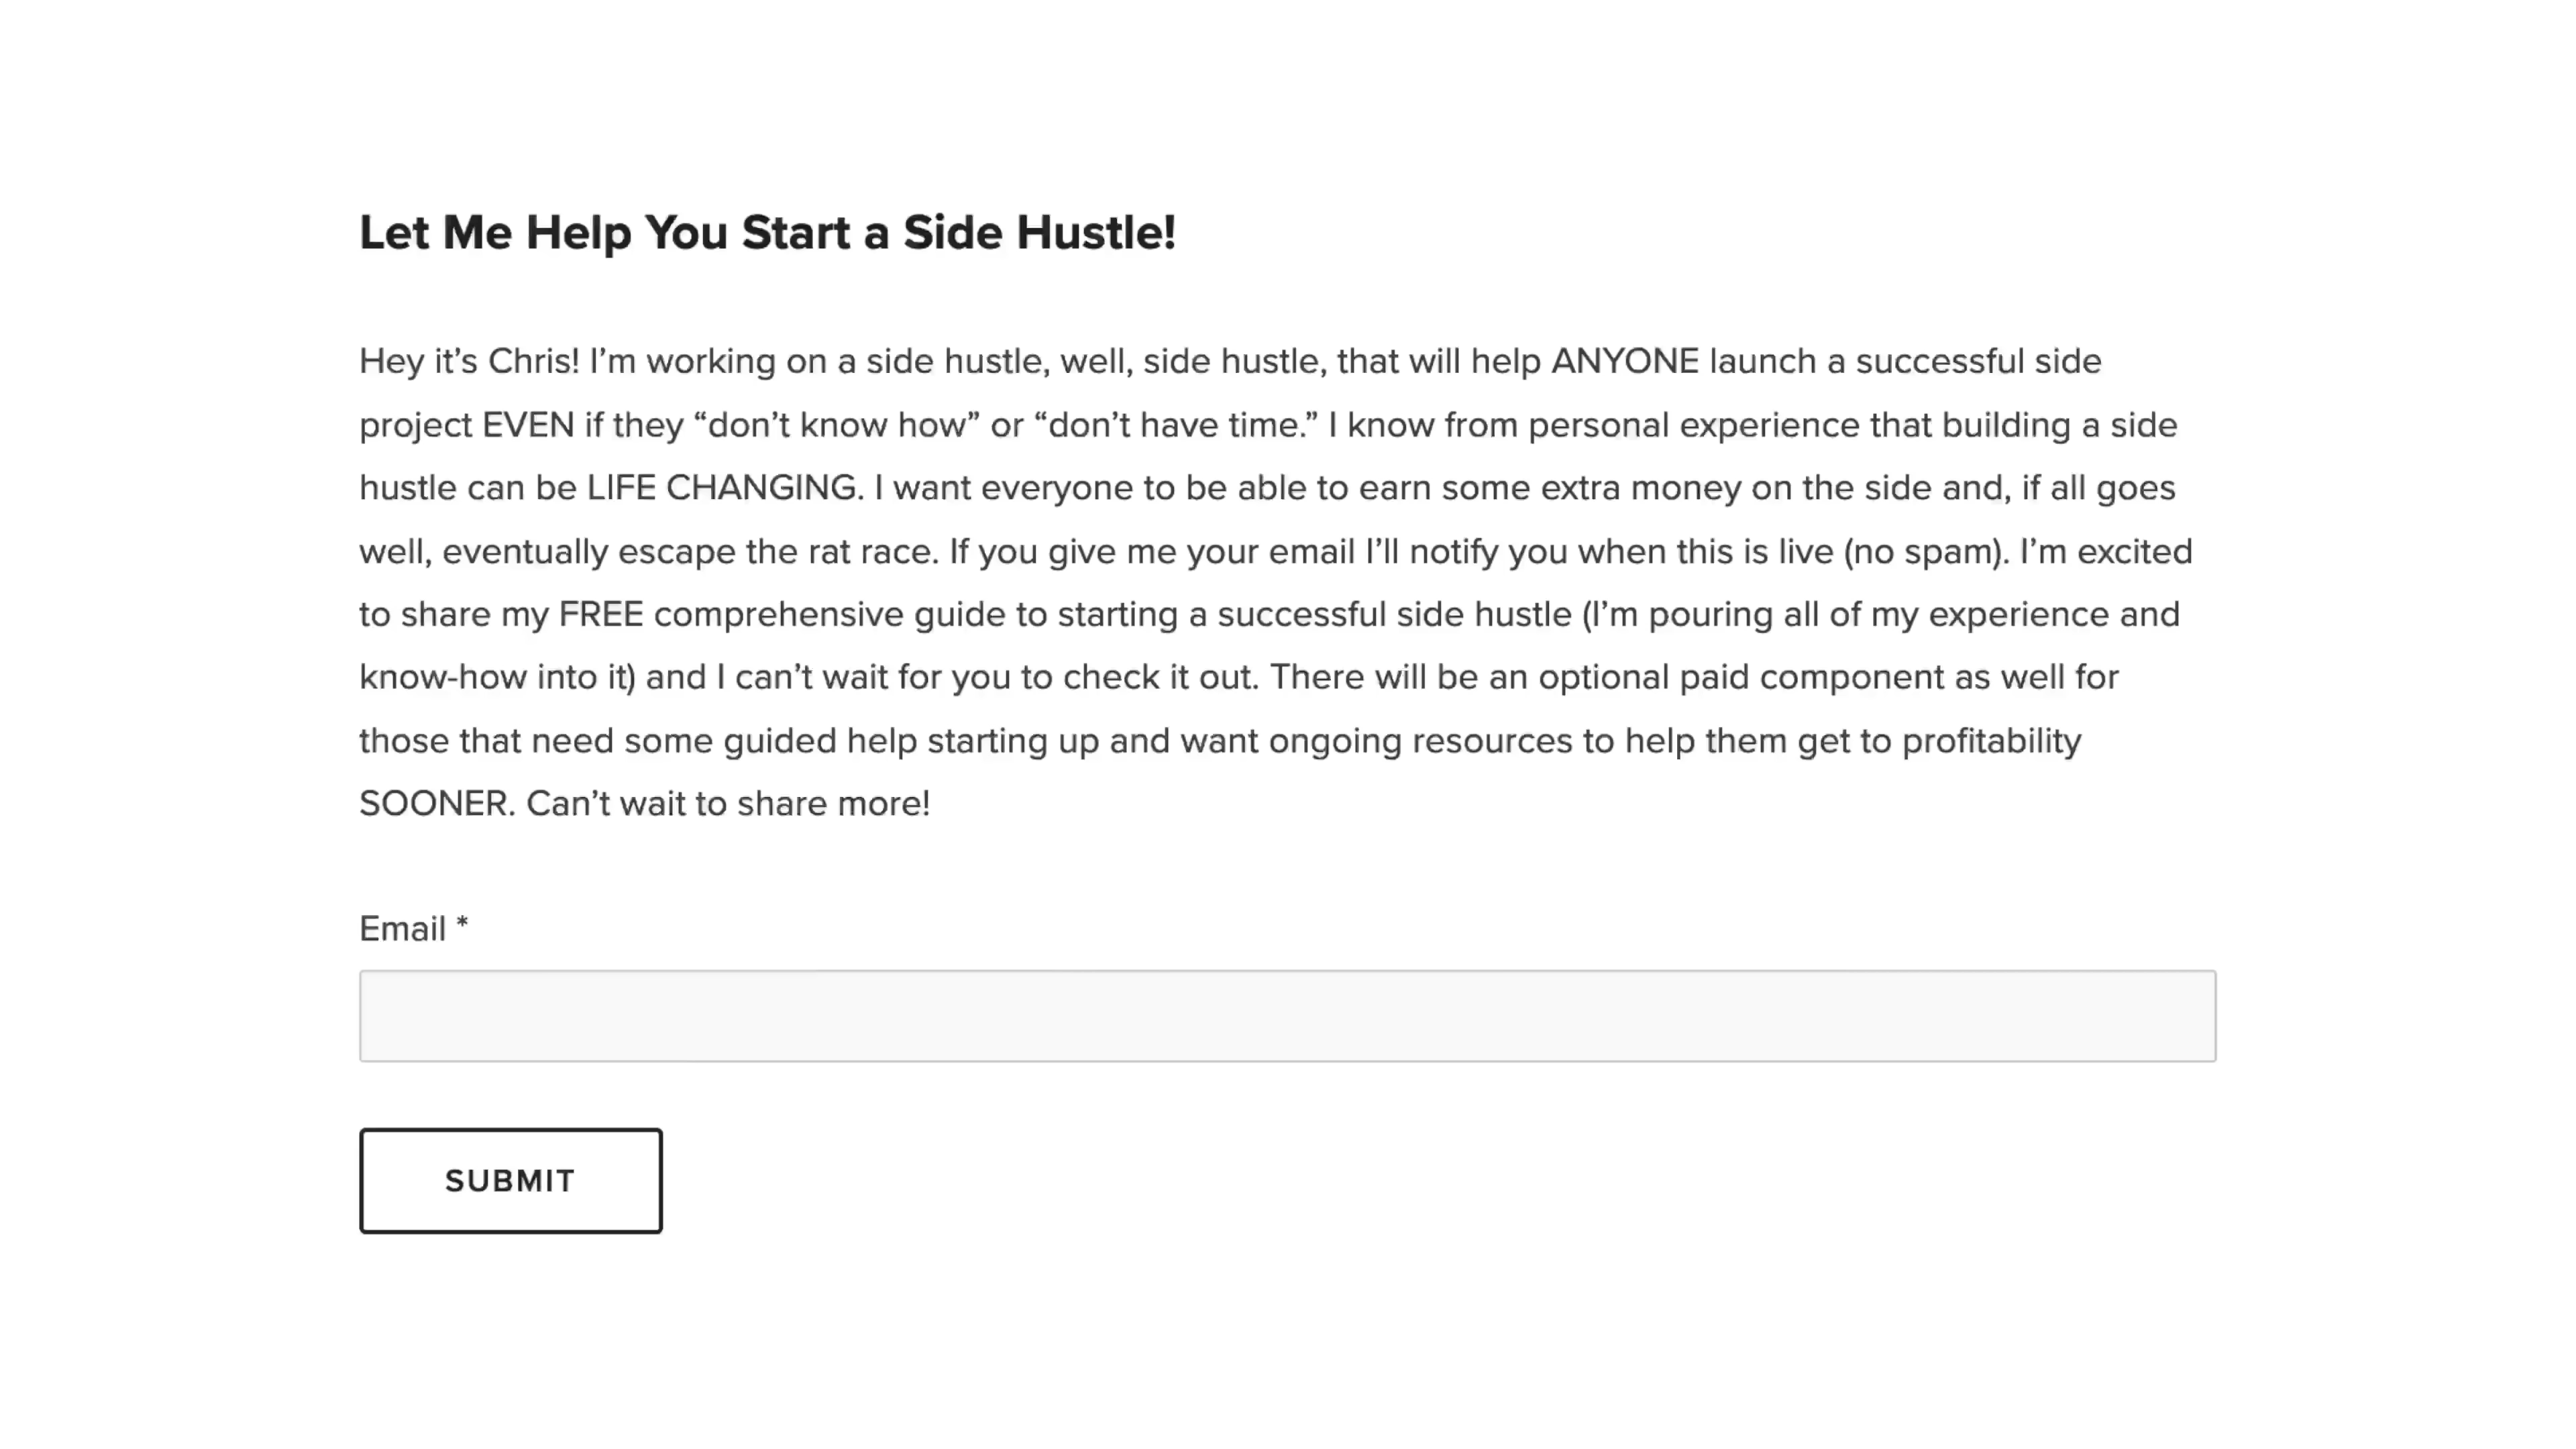 Let Me Help You Start a Side Hustle!
Hey it’s Chris! I’m working on a side hustle, well, side hustle, that will help ANYONE launch a successful side
project EVEN if they “don’t know how” or “don’t have time.” I know from personal experience that building a side
hustle can be LIFE CHANGING. I want everyone to be able to earn some extra money on the side and, if all goes
well, eventually escape the rat race. If you give me your email I’ll notify you when this is live (no spam). I’m excited
to share my FREE comprehensive guide to starting a successful side hustle (I’m pouring all of my experience and
know-how into it) and I can’t wait for you to check it out. There will be an optional paid component as well for
those that need some guided help starting up and want ongoing resources to help them get to profitability
SOONER. Can’t wait to share more!
Email *
SUBMIT